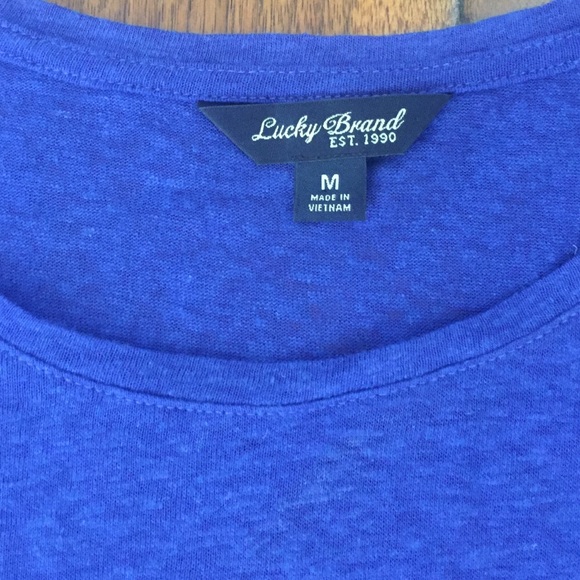 Lucky Brand
EST. 1990
M
MADE IN
VIETNAM